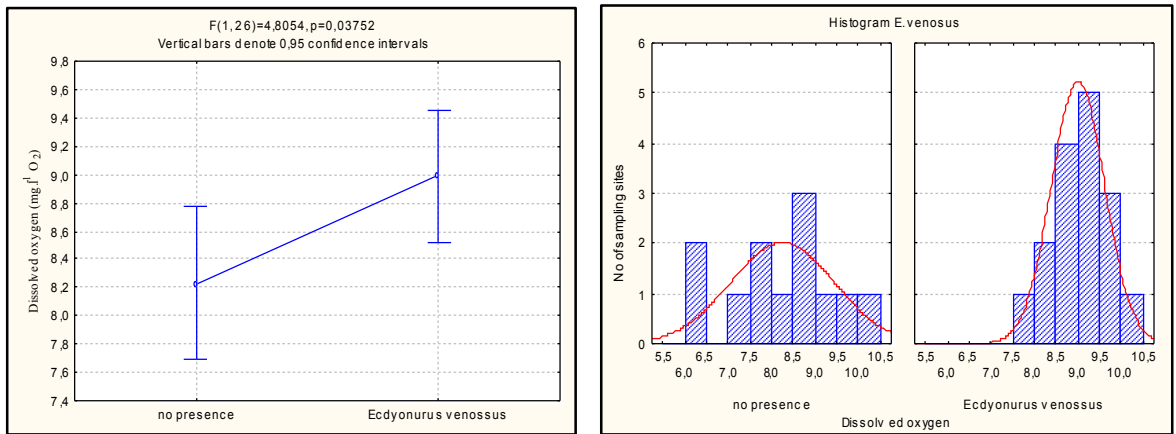 F(1, 26)=4,8054, p=0,03752
Vertical bars denote 0,95 confidence intervals
9,8
9,6
9,4
9,2
9,0
8,8
8,6
8,4
8,2
8,0
7,8
7,6
7,4
Dissolved oxygen (mg.l¹ O₂)
no presence
Ecdyonurus venossus
Histogram E.venosus
6
5
4
3
2
1
0
No of sampling sites
5,5 6,5 7,5 8,5 9,5 10,5
6,0 7,0 8,0 9,0 10,0
5,5 6,5 7,5 8,5 9,5 10,5
6,0 7,0 8,0 9,0 10,0
no presence
Ecdyonurus venossus
Dissolved oxygen